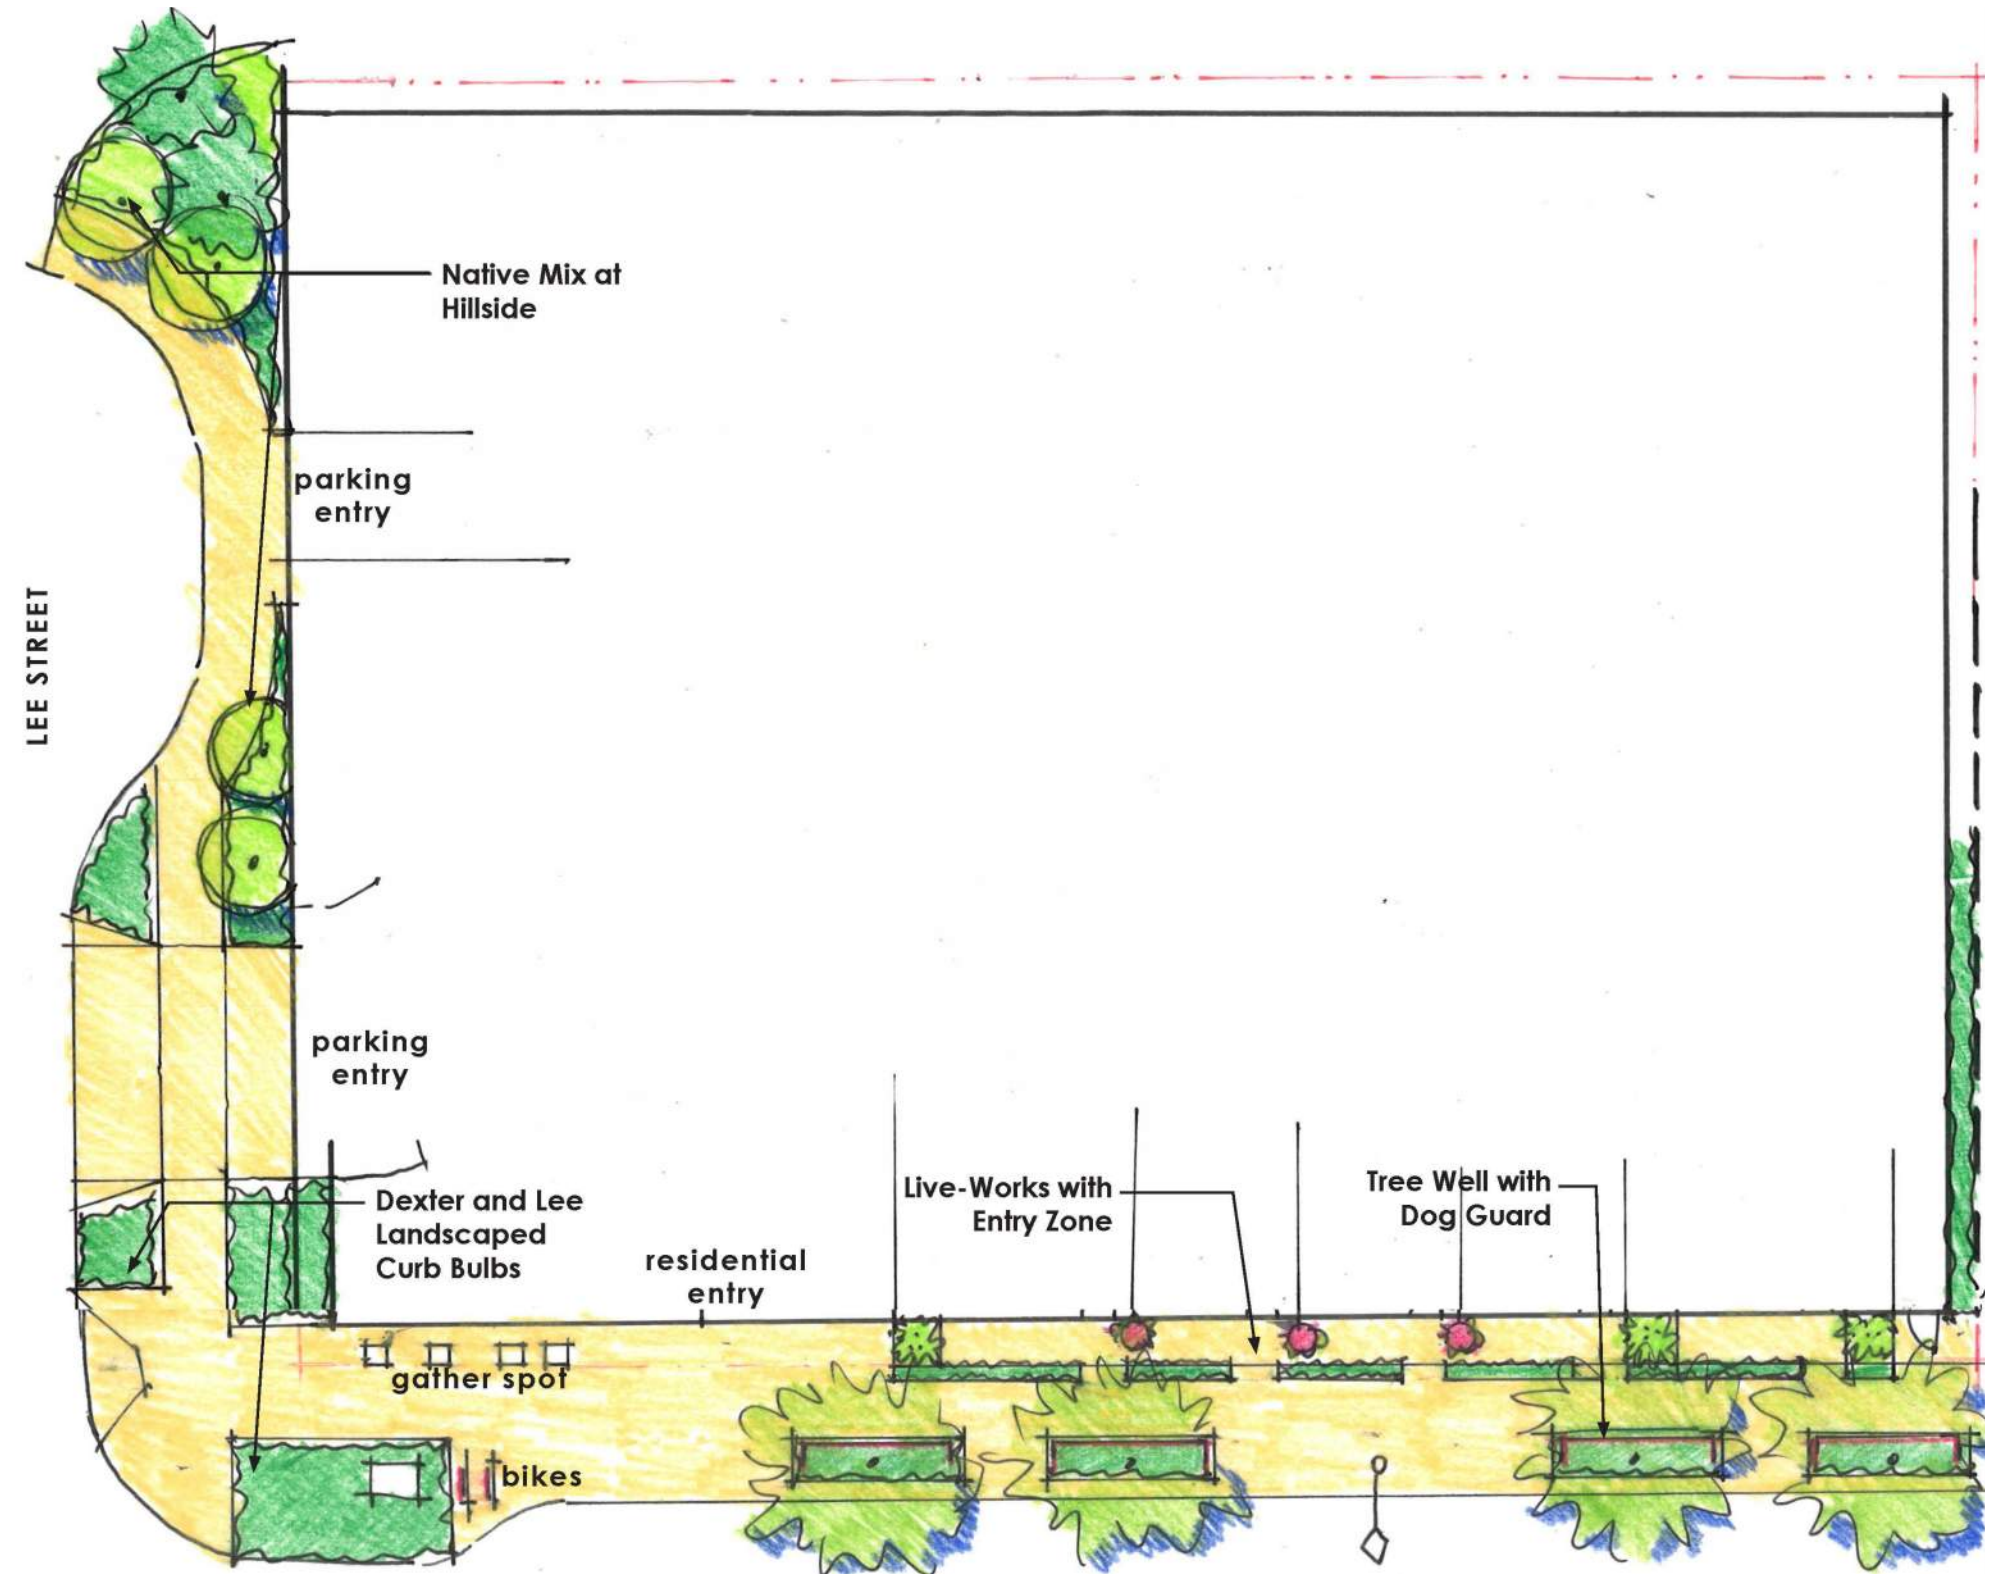 Native Mix at
Hillside
parking
entry
LEE STREET
parking
entry
Dexter and Lee
Landscaped
Curb Bulbs
residential
entry
Live-Works with
Entry Zone
Tree Well with
Dog Guard
gather spot
bikes